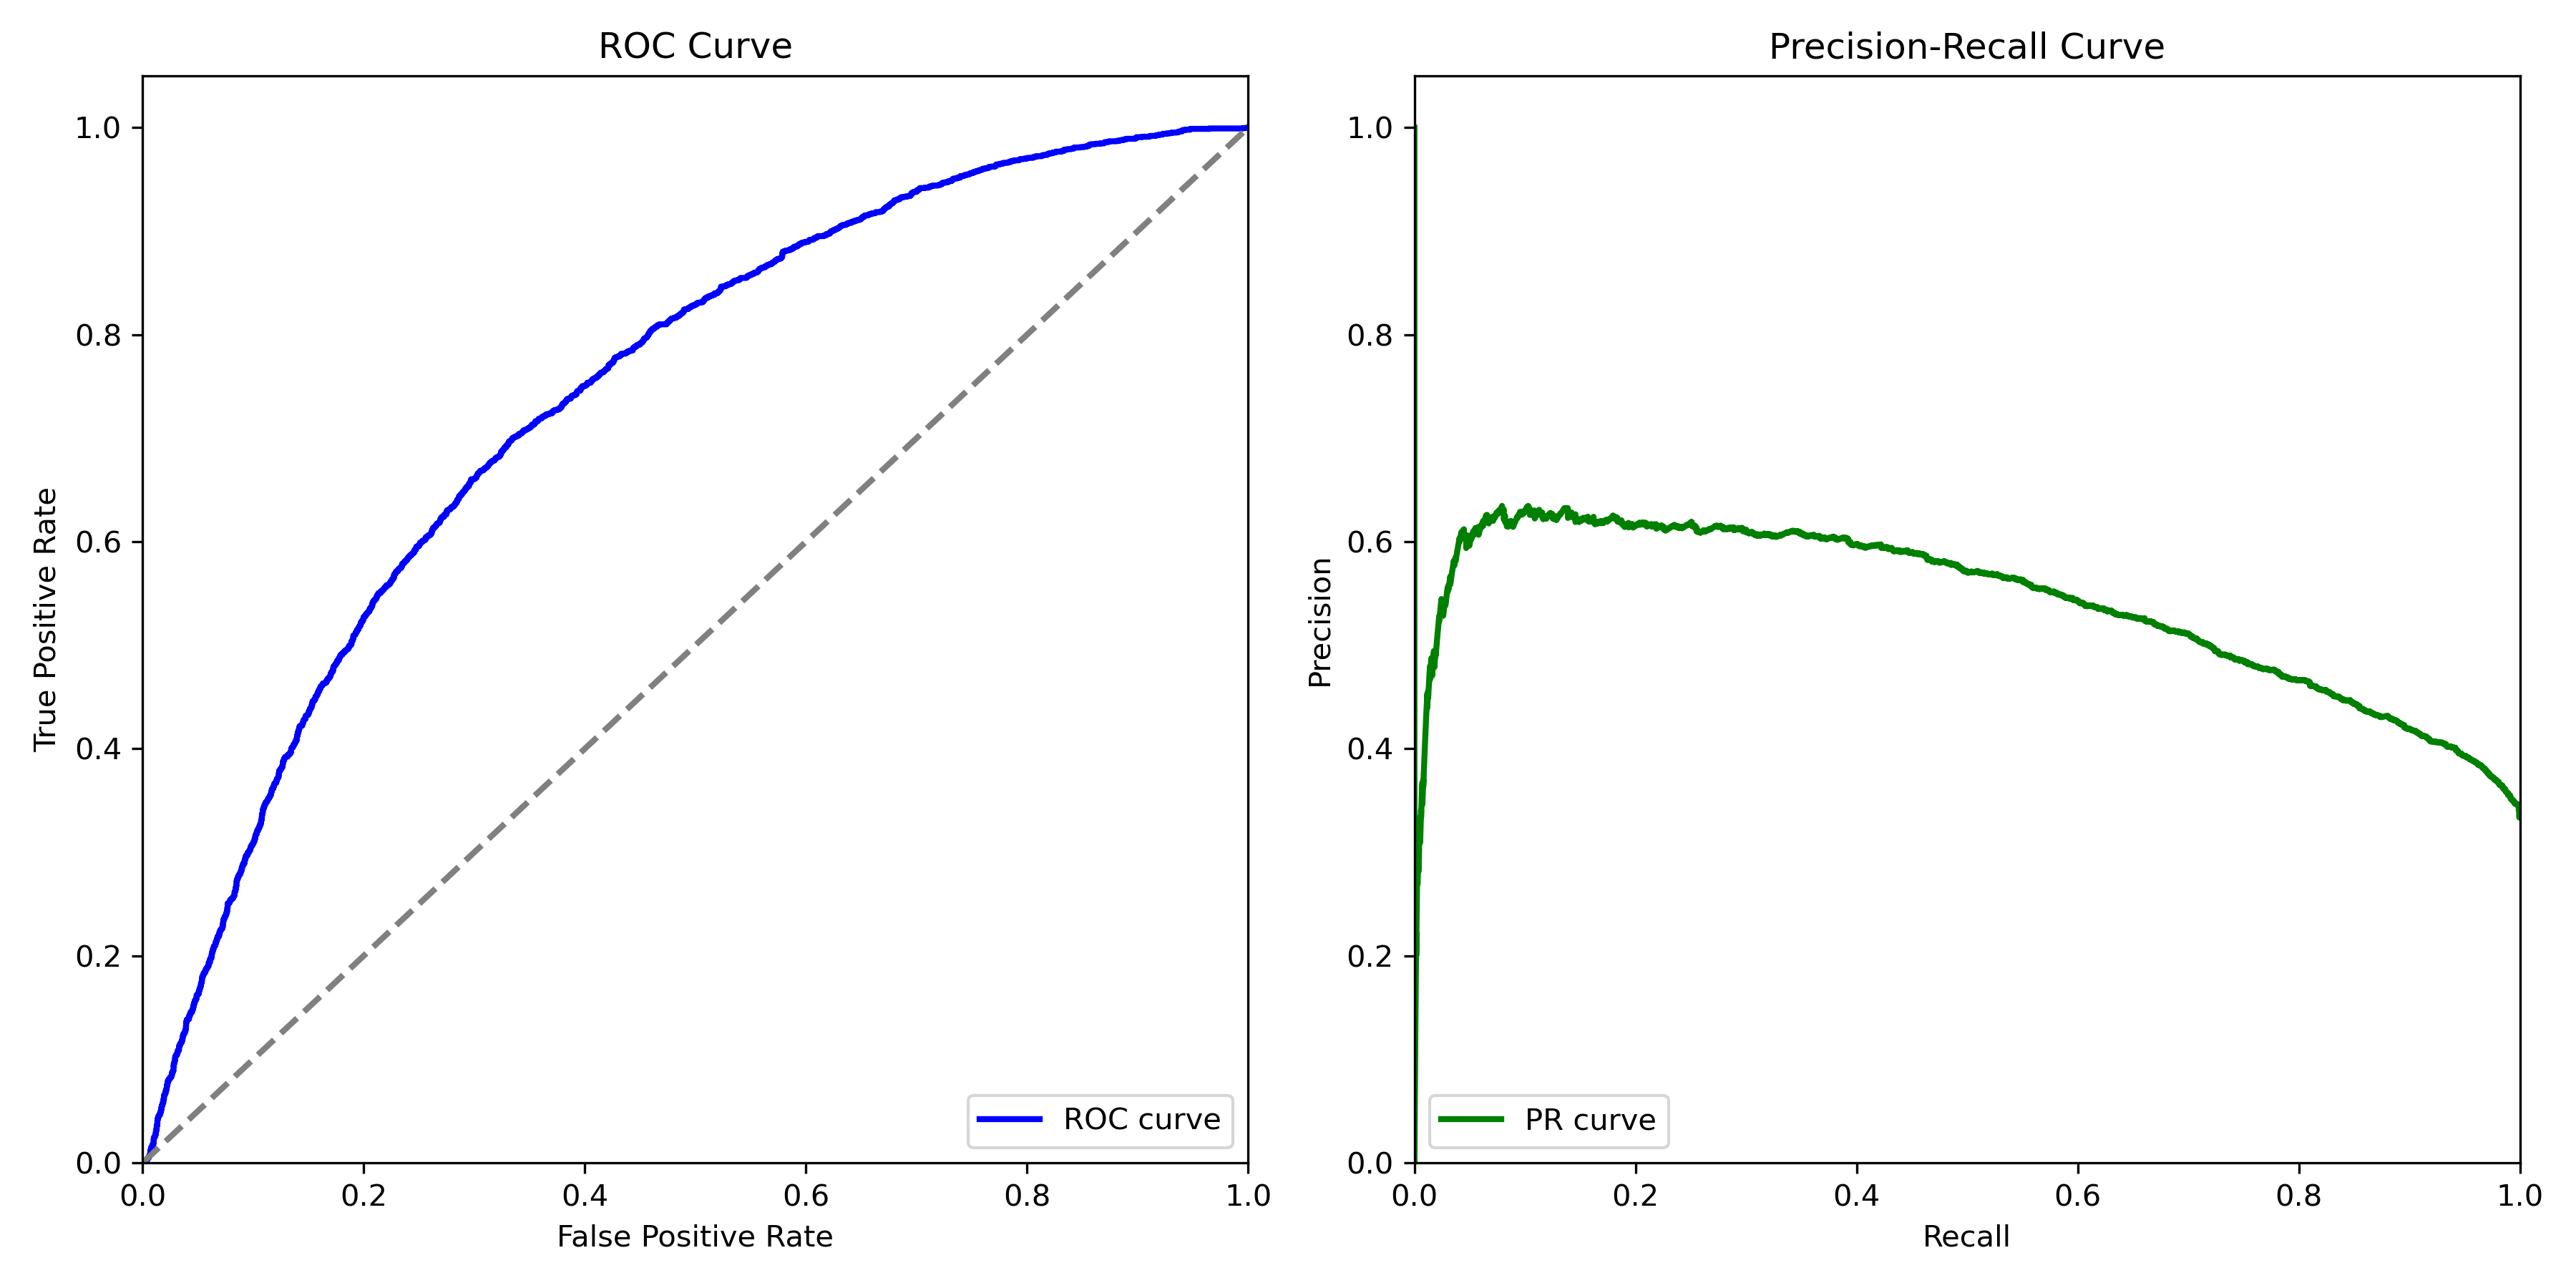 ROC Curve
1.0
0.8
0.6
0.4
0.2
0.0
True Positive Rate
0.0 0.2 0.4 0.6 0.8 1.0
False Positive Rate
ROC curve
Precision-Recall Curve
1.0
0.8
0.6
0.4
0.2
0.0
Precision
0.0 0.2 0.4 0.6 0.8 1.0
Recall
PR curve